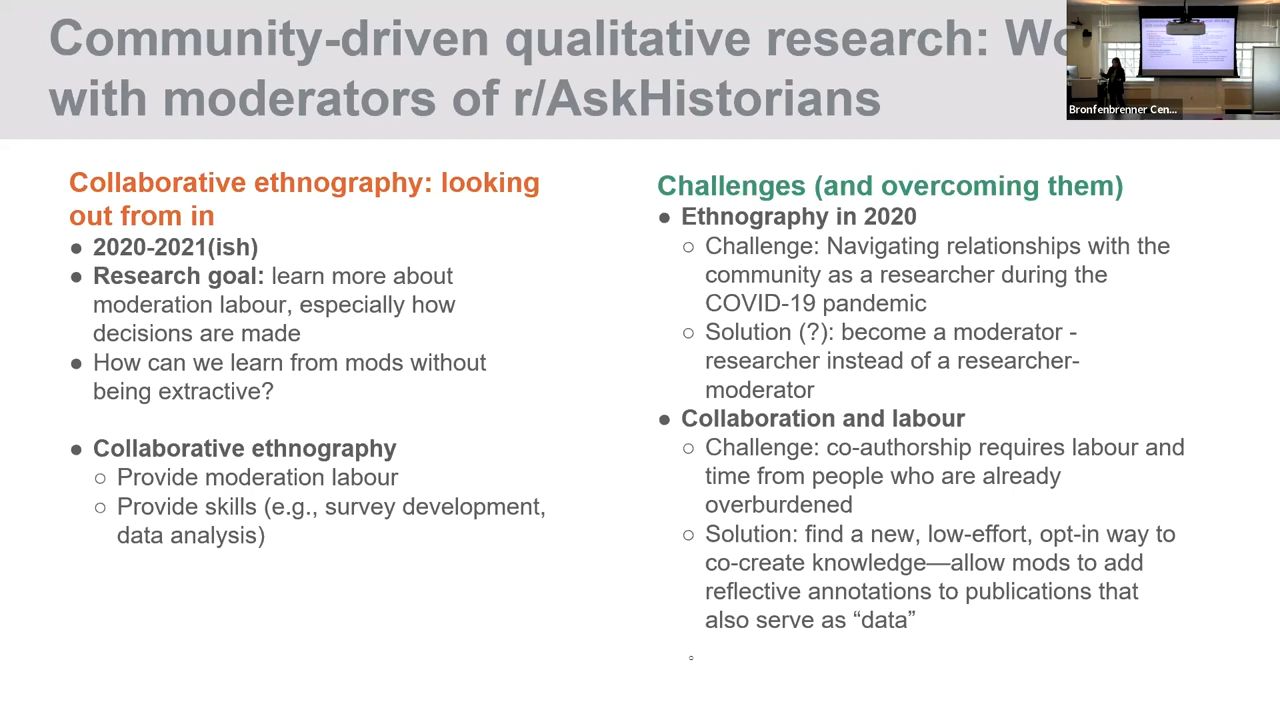 Community-driven qualitative research: Wo
with moderators of r/AskHistorians
Bronfenbrenner Cen...
Collaborative ethnography: looking
out from in
● 2020-2021(ish)
● Research goal: learn more about
moderation labour, especially how
decisions are made
● How can we learn from mods without
being extractive?
● Collaborative ethnography
○ Provide moderation labour
○ Provide skills (e.g., survey development,
data analysis)
Challenges (and overcoming them)
● Ethnography in 2020
○ Challenge: Navigating relationships with the
community as a researcher during the
COVID-19 pandemic
○ Solution (?): become a moderator -
researcher instead of a researcher-
moderator
● Collaboration and labour
○ Challenge: co-authorship requires labour and
time from people who are already
overburdened
○ Solution: find a new, low-effort, opt-in way to
co-create knowledge—allow mods to add
reflective annotations to publications that
also serve as “data”
○